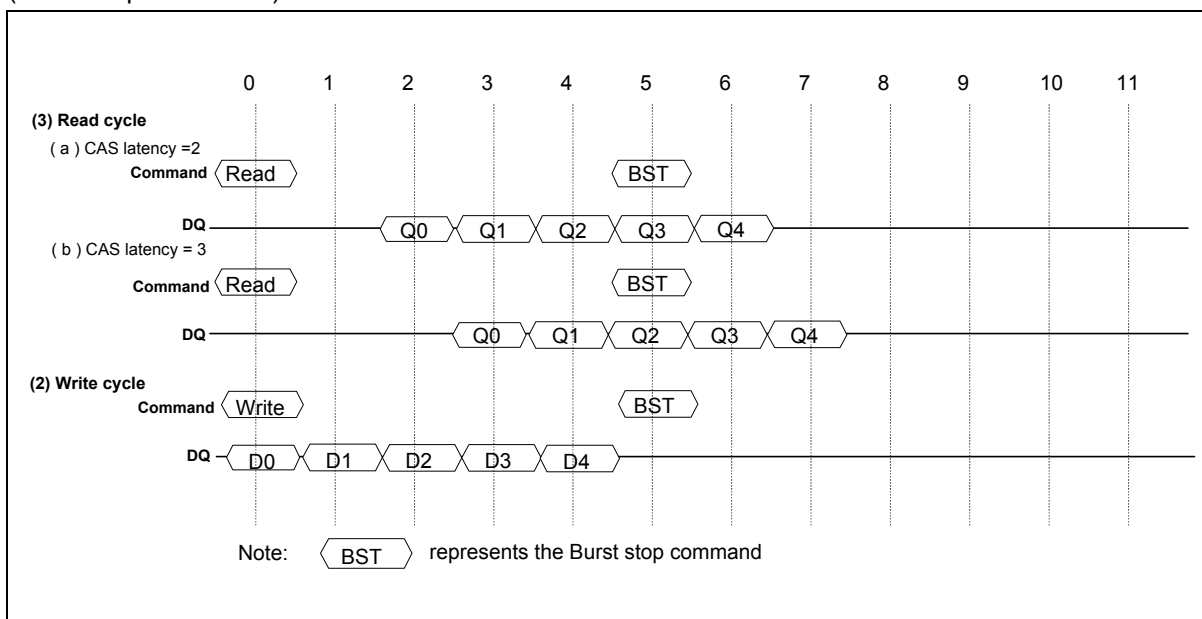 0 1 2 3 4 5 6 7 8 9 10 11
(3) Read cycle
( a ) CAS latency =2
Command Read BST
DQ Q0 Q1 Q2 Q3 Q4
( b ) CAS latency = 3
Command Read BST
DQ Q0 Q1 Q2 Q3 Q4
(2) Write cycle
Command Write BST
DQ D0 D1 D2 D3 D4
Note: BST represents the Burst stop command